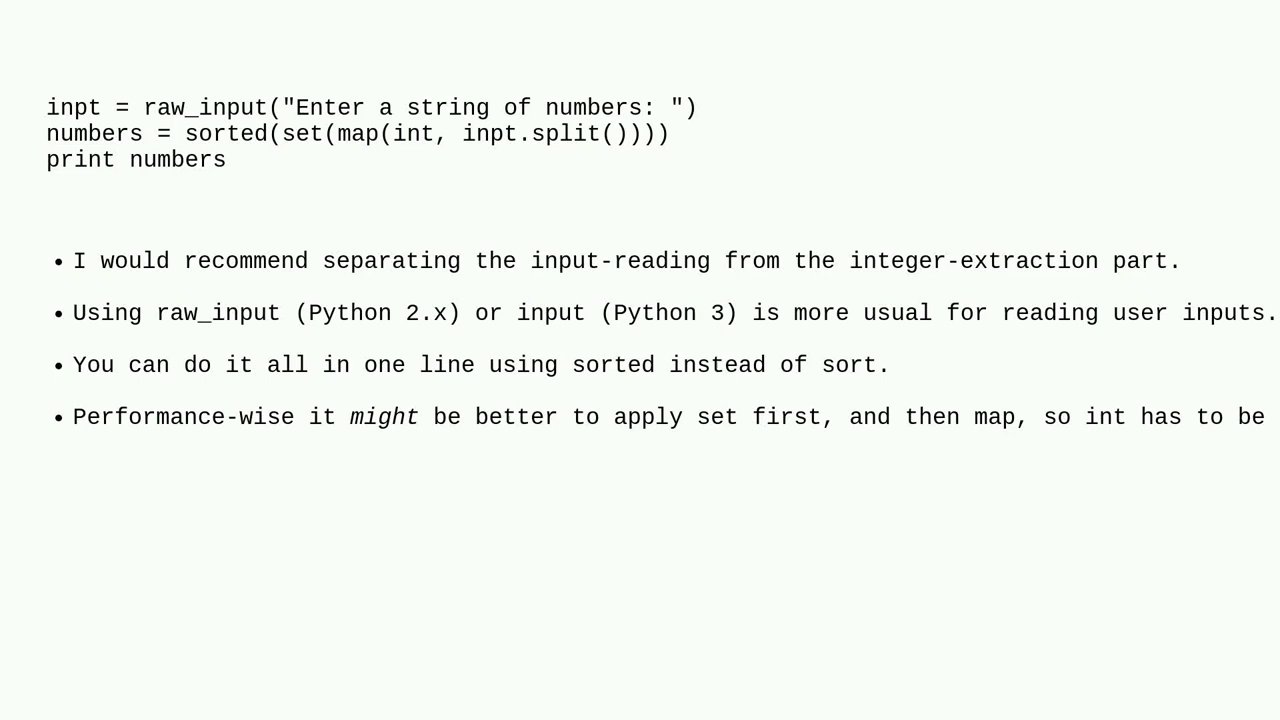 inpt = raw_input("Enter a string of numbers: ")
numbers = sorted(set(map(int, inpt.split())))
print numbers
• I would recommend separating the input-reading from the integer-extraction part.
• Using raw_input (Python 2.x) or input (Python 3) is more usual for reading user inputs.
• You can do it all in one line using sorted instead of sort.
• Performance-wise it might be better to apply set first, and then map, so int has to be